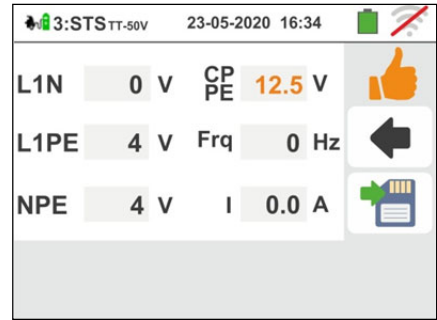 3:STS TT-50V 23-05-2020 16:34
L1N 0 V CP PE 12.5 V
L1PE 4 V Frq 0 Hz
NPE 4 V I 0.0 A